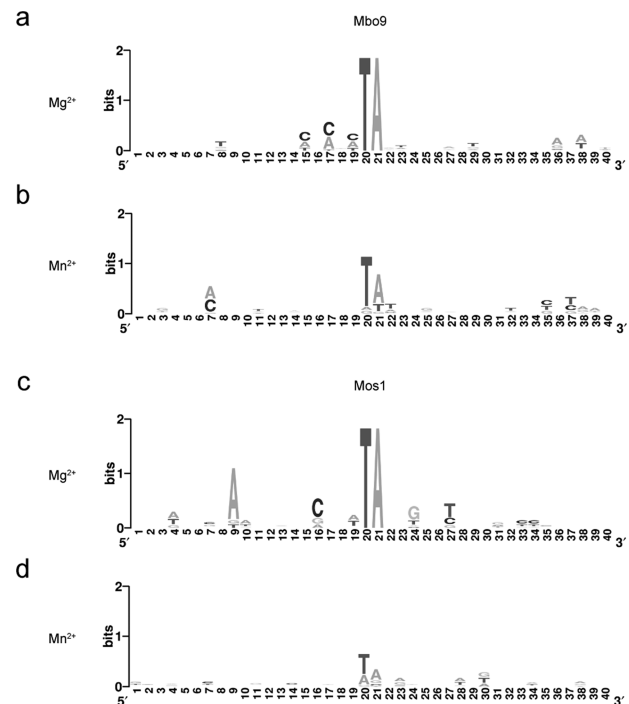 a
Mbo9
Mg²⁺
bits
2
1
0
T A
C A
C A
C A
T A
A
A
1 2 3 4 5 6 7 8 9 10 11 12 13 14 15 16 17 18 19 20 21 22 23 24 25 26 27 28 29 30 31 32 33 34 35 36 37 38 39 40
5′ 3′
b
Mn²⁺
bits
2
1
0
A C
T
A T
T
C
T C
1 2 3 4 5 6 7 8 9 10 11 12 13 14 15 16 17 18 19 20 21 22 23 24 25 26 27 28 29 30 31 32 33 34 35 36 37 38 39 40
5′ 3′
c
Mos1
Mg²⁺
bits
2
1
0
A
A
C
A
T A
G
T C
1 2 3 4 5 6 7 8 9 10 11 12 13 14 15 16 17 18 19 20 21 22 23 24 25 26 27 28 29 30 31 32 33 34 35 36 37 38 39 40
5′ 3′
d
Mn²⁺
bits
2
1
0
T A
A
1 2 3 4 5 6 7 8 9 10 11 12 13 14 15 16 17 18 19 20 21 22 23 24 25 26 27 28 29 30 31 32 33 34 35 36 37 38 39 40
5′ 3′